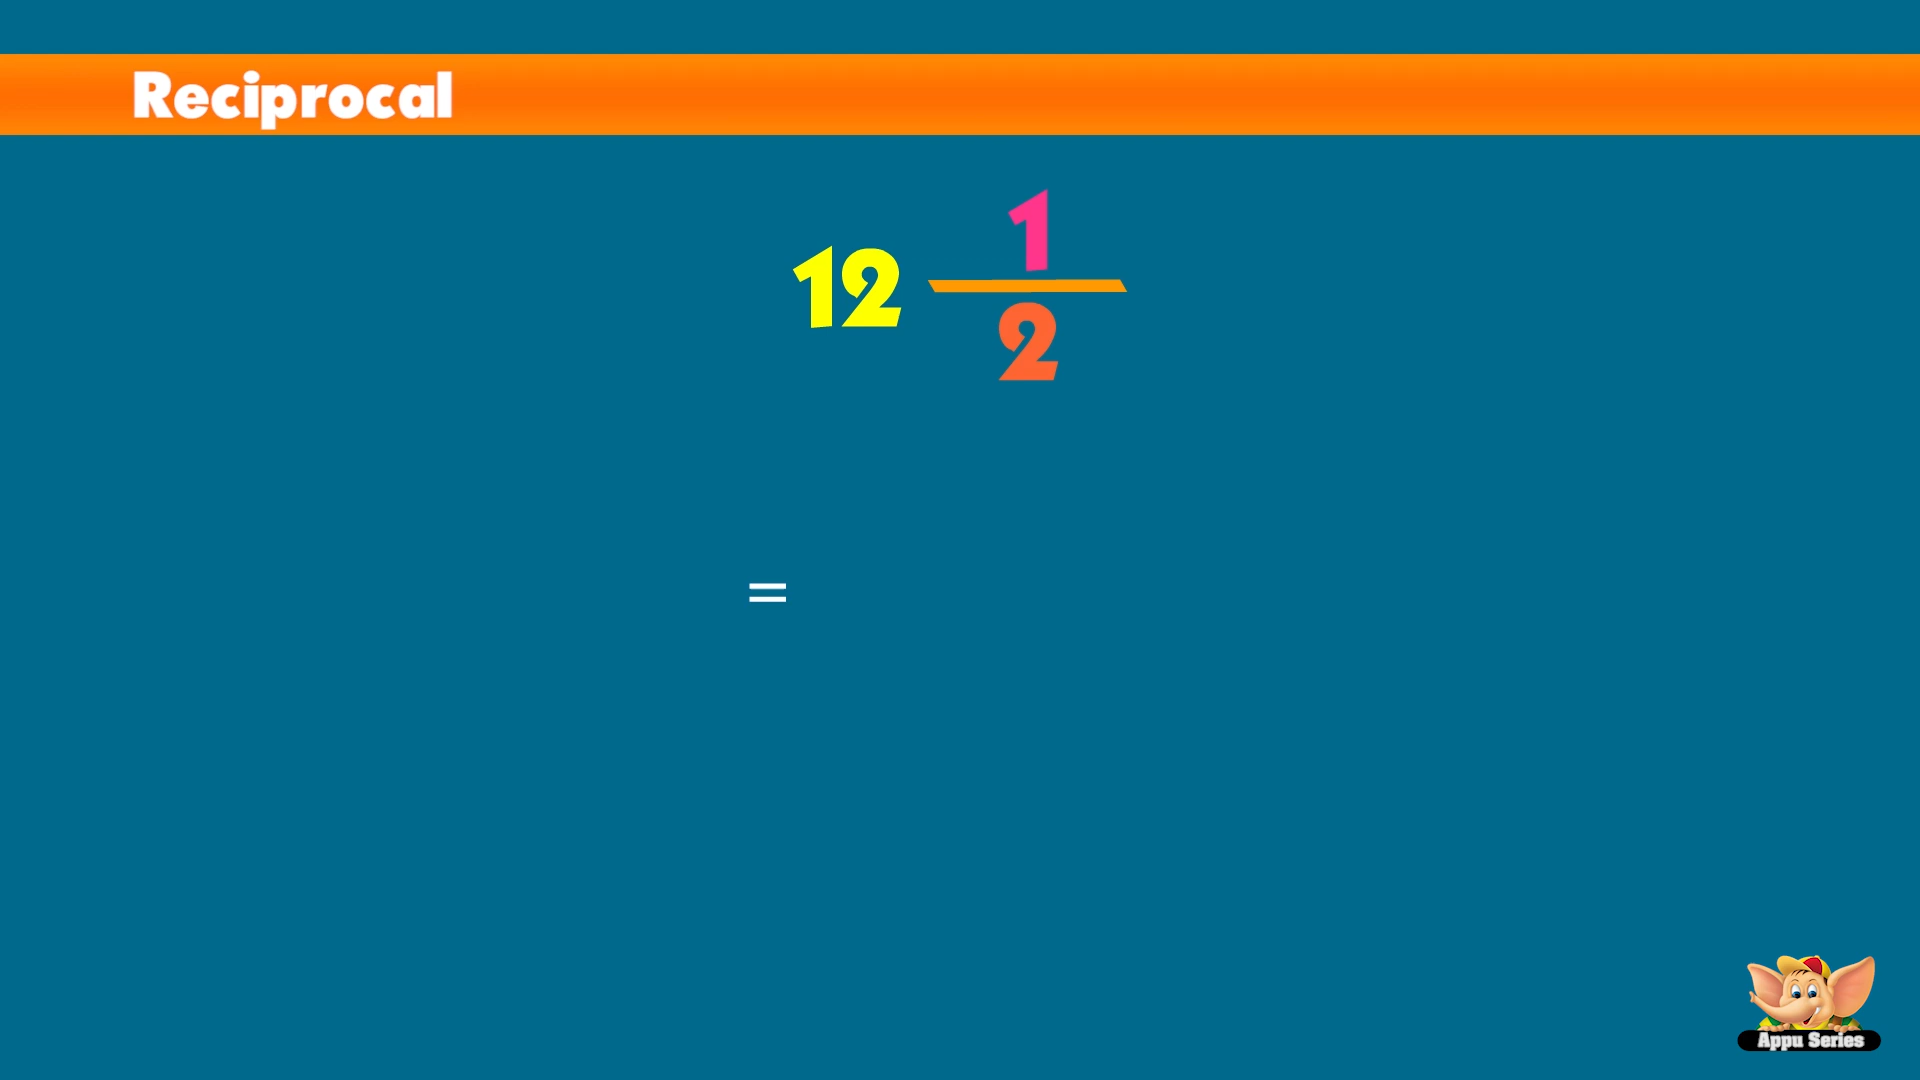 Reciprocal
12 1/2
=
Appu Series